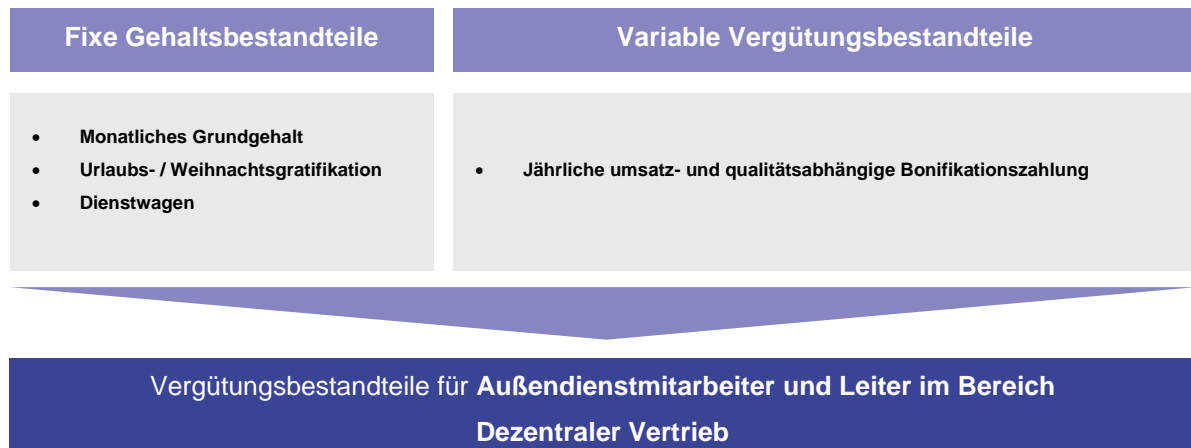 Fixe Gehaltsbestandteile
Variable Vergütungsbestandteile
• Monatliches Grundgehalt
• Urlaubs- / Weihnachtsgratifikation
• Dienstwagen
• Jährliche umsatz- und qualitätsabhängige Bonifikationszahlung
Vergütungsbestandteile für Außendienstmitarbeiter und Leiter im Bereich
Dezentraler Vertrieb